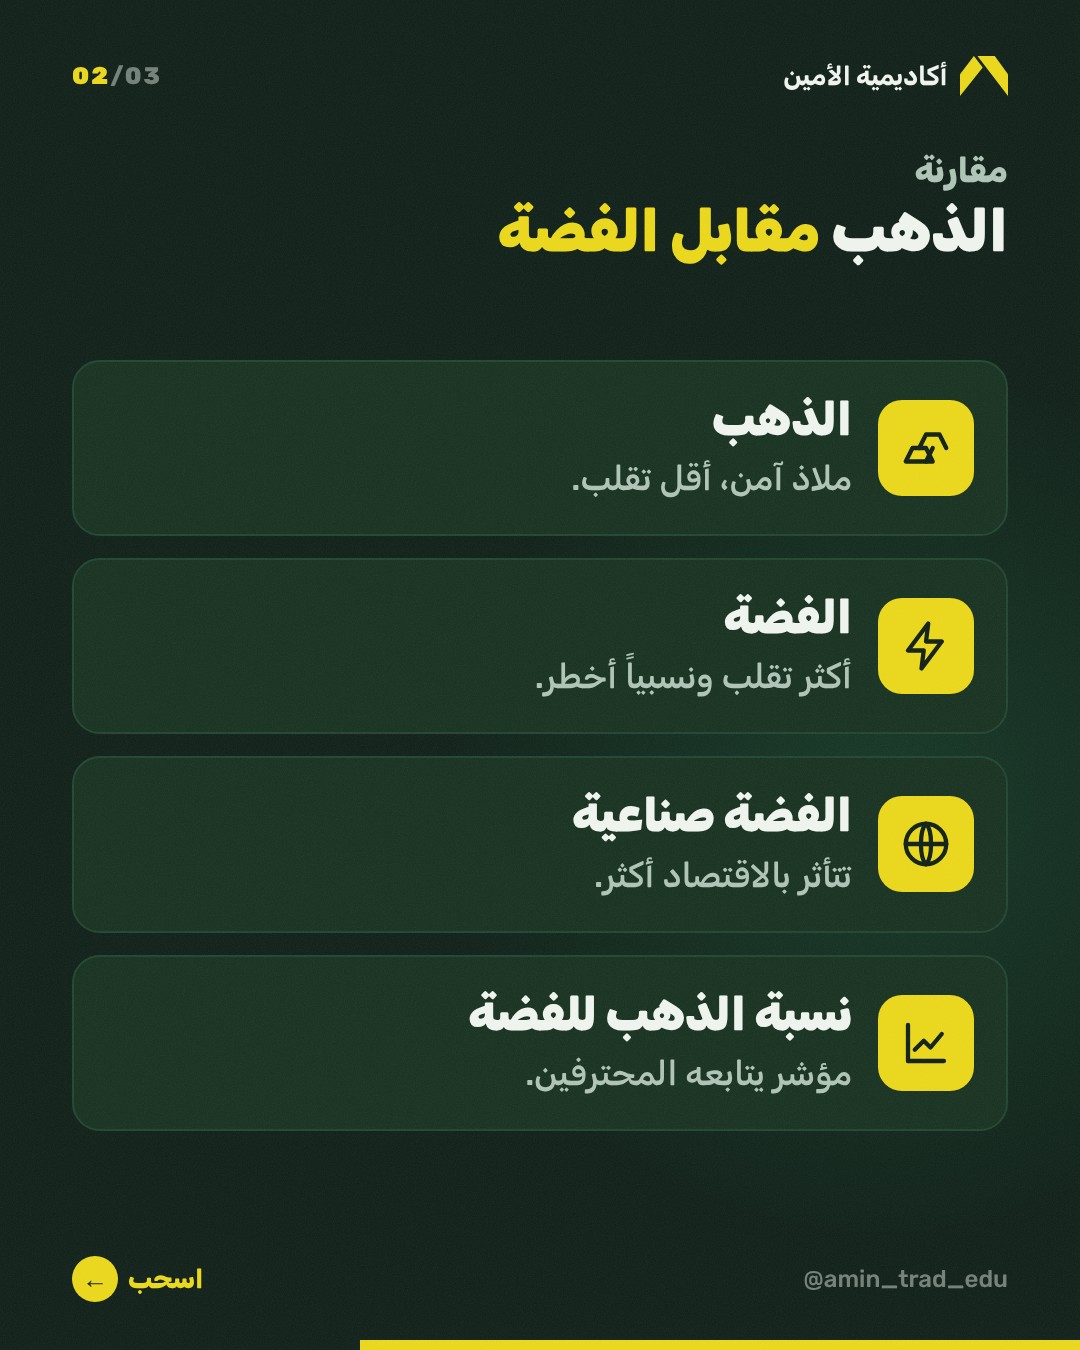 أكاديمية الأمين
02/03
مقارنة
الذهب مقابل الفضة
الذهب
ملاذ آمن، أقل تقلب.
الفضة
أكثر تقلب ونسبياً أخطر.
الفضة صناعية
تتأثر بالاقتصاد أكثر.
نسبة الذهب للفضة
مؤشر يتابعه المحترفين.
@amin_trad_edu
اسحب ←